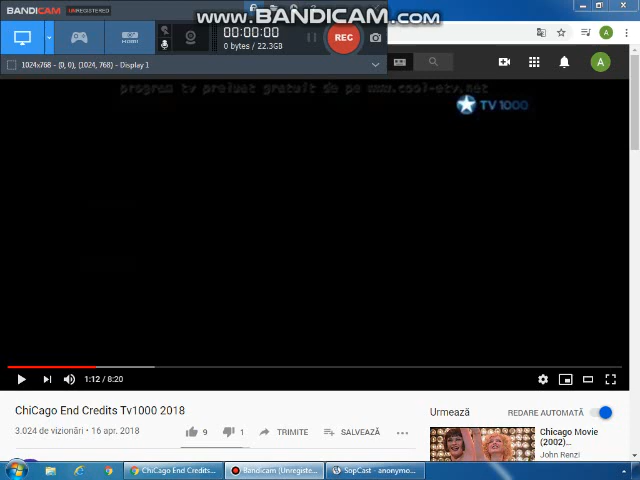 BANDICAM UNREGISTERED
www.BANDICAM.com
HDMI
00:00:00
0 bytes / 22.3GB
REC
1024x768 - (0, 0), (1024, 768) - Display 1
A
A
program tv preluat gratuit de pe www.cool-etv.net
TV 1000
1:12 / 8:20
ChiCago End Credits Tv1000 2018
3.024 de vizionări • 16 apr. 2018
9
1
TRIMITE
SALVEAZĂ
Urmează
REDARE AUTOMATĂ
Chicago Movie
(2002)...
John Renzi
ChiCago End Credits...
Bandicam (Unregiste...
SopCast - anonymo...